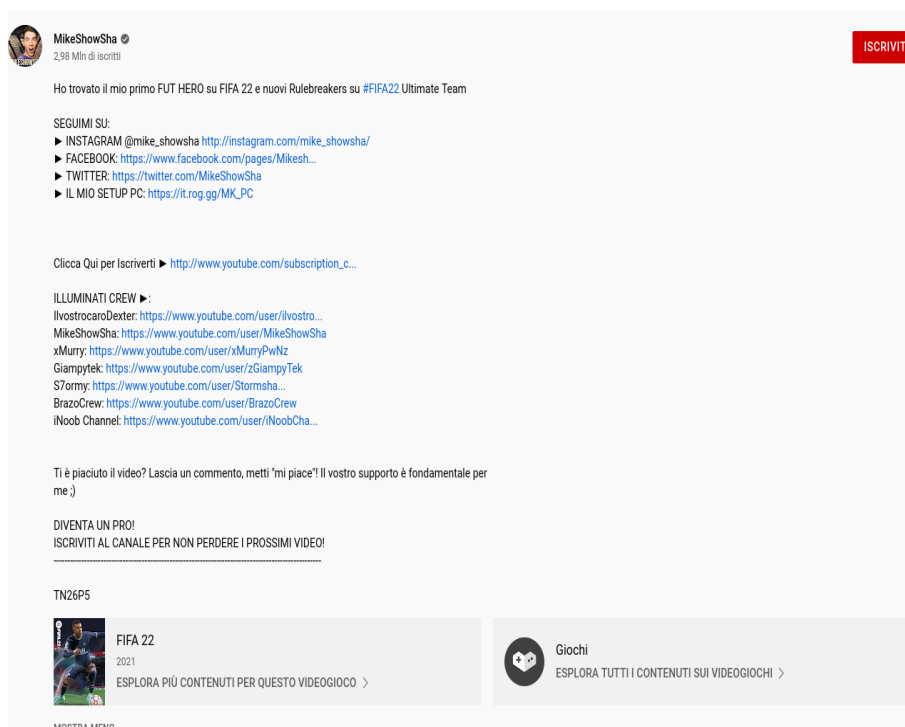 MikeShowSha
2,98 Mln di iscritti
ISCRIVIT
Ho trovato il mio primo FUT HERO su FIFA 22 e nuovi Rulebreakers su #FIFA22 Ultimate Team
SEGUIMI SU:
► INSTAGRAM @mike_showsha http://instagram.com/mike_showsha/
► FACEBOOK: https://www.facebook.com/pages/Mikesh...
► TWITTER: https://twitter.com/MikeShowSha
► IL MIO SETUP PC: https://it.rog.gg/MK_PC
Clicca Qui per Iscriverti ► http://www.youtube.com/subscription_c...
ILLUMINATI CREW ►:
IlvostrocaroDexter: https://www.youtube.com/user/ilvostro...
MikeShowSha: https://www.youtube.com/user/MikeShowSha
xMurry: https://www.youtube.com/user/xMurryPwNz
Giampytek: https://www.youtube.com/user/zGiampyTek
S7ormy: https://www.youtube.com/user/Stormsha...
BrazoCrew: https://www.youtube.com/user/BrazoCrew
iNoob Channel: https://www.youtube.com/user/iNoobCha...
Ti è piaciuto il video? Lascia un commento, metti "mi piace"! Il vostro supporto è fondamentale per
me ;)
DIVENTA UN PRO!
ISCRIVITI AL CANALE PER NON PERDERE I PROSSIMI VIDEO!
--------------------------------------------------------------------------------
TN26P5
FIFA 22
2021
ESPLORA PIÙ CONTENUTI PER QUESTO VIDEOGIOCO
Giochi
ESPLORA TUTTI I CONTENUTI SUI VIDEOGIOCHI
MOSTRA MENO